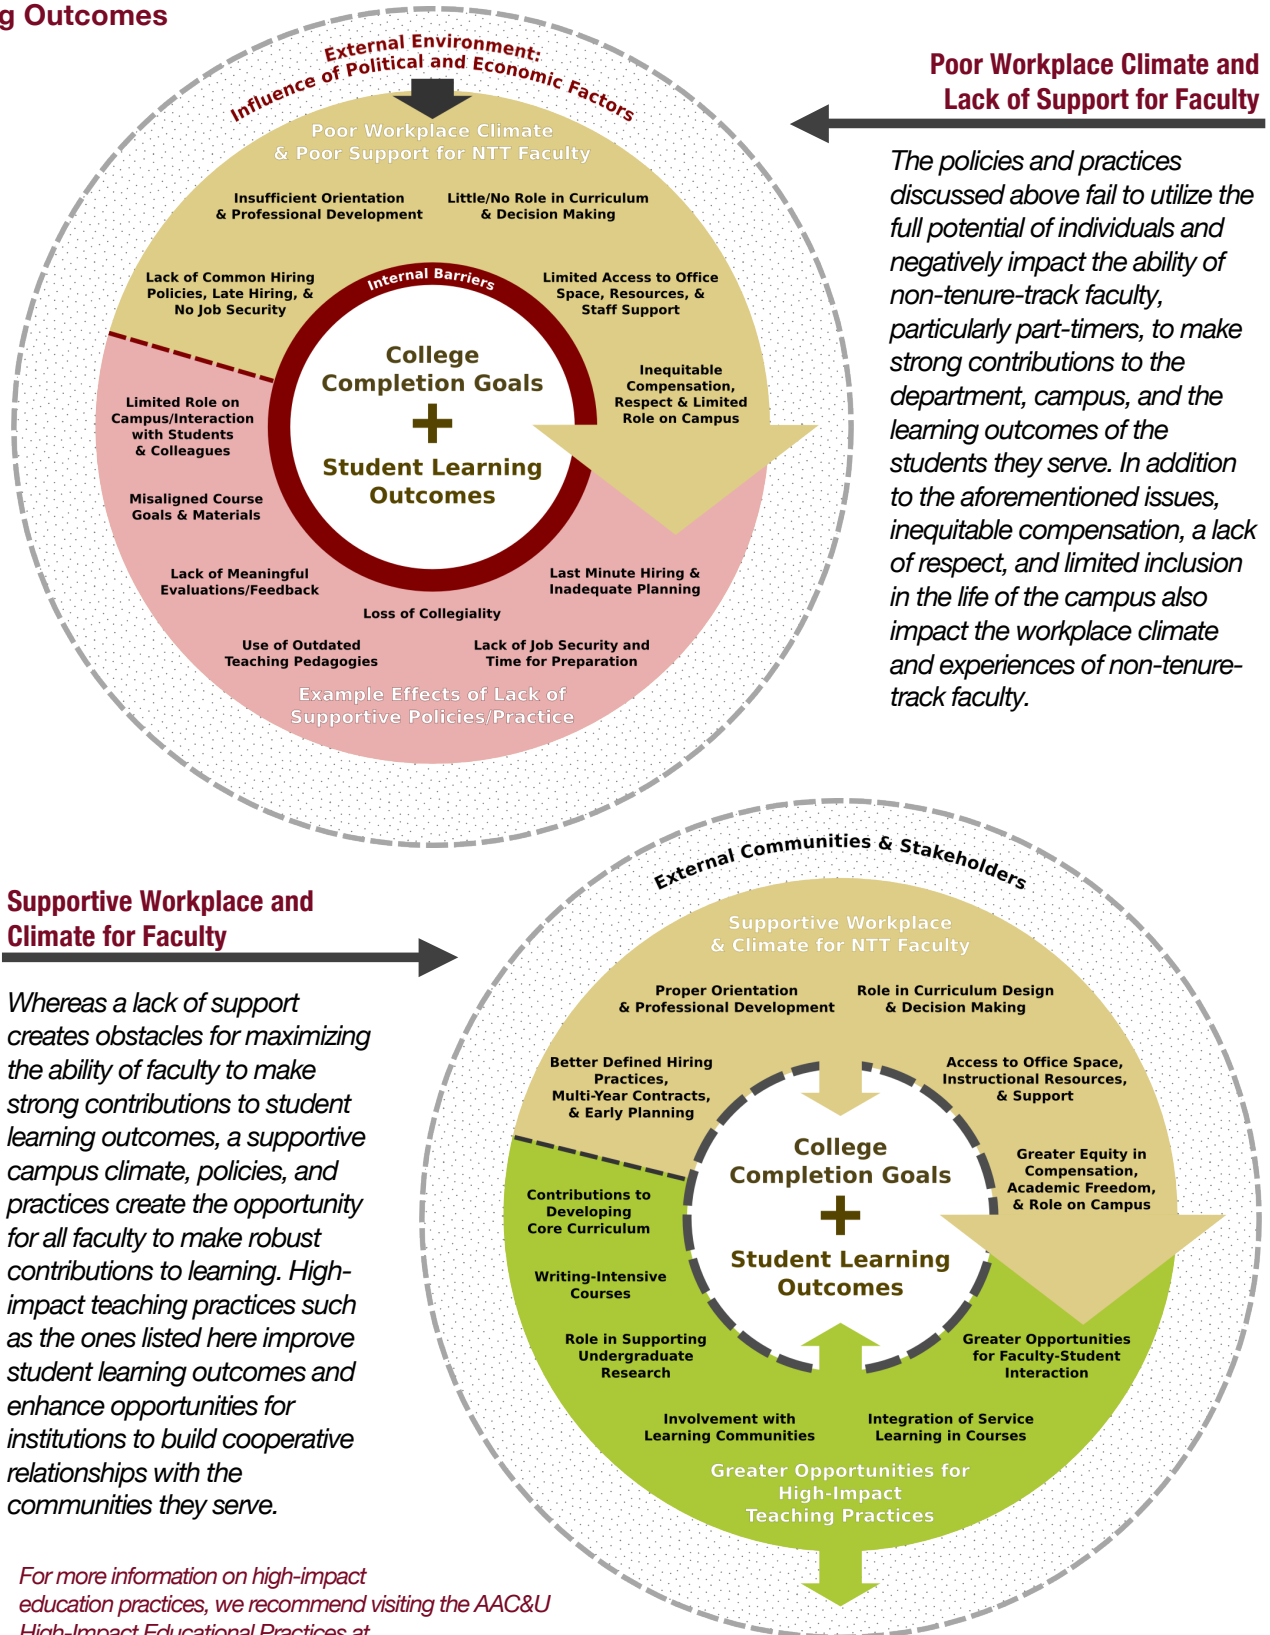 g Outcomes
External Environment:
Influence of Political and Economic Factors
Poor Workplace Climate
& Poor Support for NTT Faculty
Insufficient Orientation
& Professional Development
Little/No Role in Curriculum
& Decision Making
Lack of Common Hiring
Policies, Late Hiring, &
No Job Security
Internal Barriers
Limited Access to Office
Space, Resources, &
Staff Support
Inequitable
Compensation,
Respect & Limited
Role on Campus
College
Completion Goals
+
Student Learning
Outcomes
Limited Role on
Campus/Interaction
with Students
& Colleagues
Misaligned Course
Goals & Materials
Lack of Meaningful
Evaluations/Feedback
Last Minute Hiring &
Inadequate Planning
Loss of Collegiality
Use of Outdated
Teaching Pedagogies
Lack of Job Security and
Time for Preparation
Example Effects of Lack of
Supportive Policies/Practice
Poor Workplace Climate and
Lack of Support for Faculty
The policies and practices
discussed above fail to utilize the
full potential of individuals and
negatively impact the ability of
non-tenure-track faculty,
particularly part-timers, to make
strong contributions to the
department, campus, and the
learning outcomes of the
students they serve. In addition
to the aforementioned issues,
inequitable compensation, a lack
of respect, and limited inclusion
in the life of the campus also
impact the workplace climate
and experiences of non-tenure-
track faculty.
Supportive Workplace and
Climate for Faculty
Whereas a lack of support
creates obstacles for maximizing
the ability of faculty to make
strong contributions to student
learning outcomes, a supportive
campus climate, policies, and
practices create the opportunity
for all faculty to make robust
contributions to learning. High-
impact teaching practices such
as the ones listed here improve
student learning outcomes and
enhance opportunities for
institutions to build cooperative
relationships with the
communities they serve.
For more information on high-impact
education practices, we recommend visiting the AAC&U
High-Impact Educational Practices at
External Communities & Stakeholders
Supportive Workplace
& Climate for NTT Faculty
Proper Orientation
& Professional Development
Role in Curriculum Design
& Decision Making
Better Defined Hiring
Practices,
Multi-Year Contracts,
& Early Planning
Access to Office Space,
Instructional Resources,
& Support
Greater Equity in
Compensation,
Academic Freedom,
& Role on Campus
College
Completion Goals
+
Student Learning
Outcomes
Contributions to
Developing
Core Curriculum
Writing-Intensive
Courses
Role in Supporting
Undergraduate
Research
Greater Opportunities
for Faculty-Student
Interaction
Involvement with
Learning Communities
Integration of Service
Learning in Courses
Greater Opportunities for
High-Impact
Teaching Practices